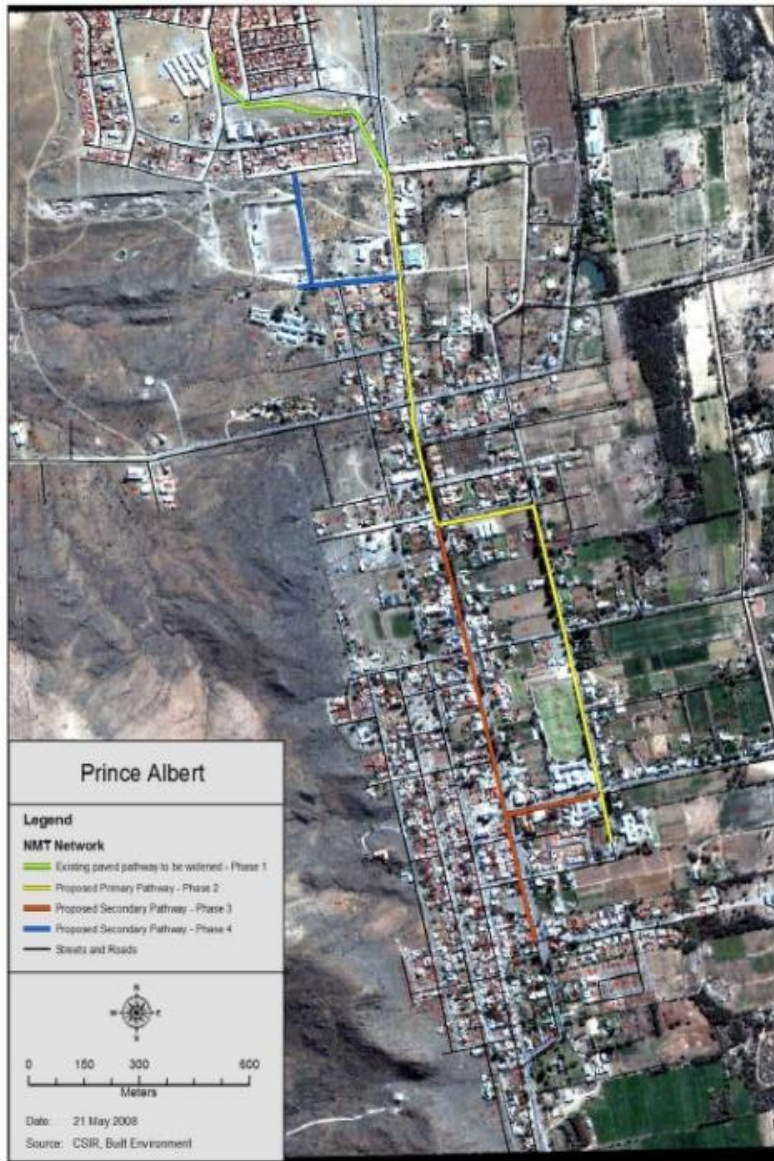 Prince Albert
Legend
NMT Network
Existing paved pathway to be widened - Phase 1
Proposed Primary Pathway - Phase 2
Proposed Secondary Pathway - Phase 3
Proposed Secondary Pathway - Phase 4
Streets and Roads
N
W E
S
0 150 300 600
Meters
Date: 21 May 2008
Source: CSIR, Built Environment